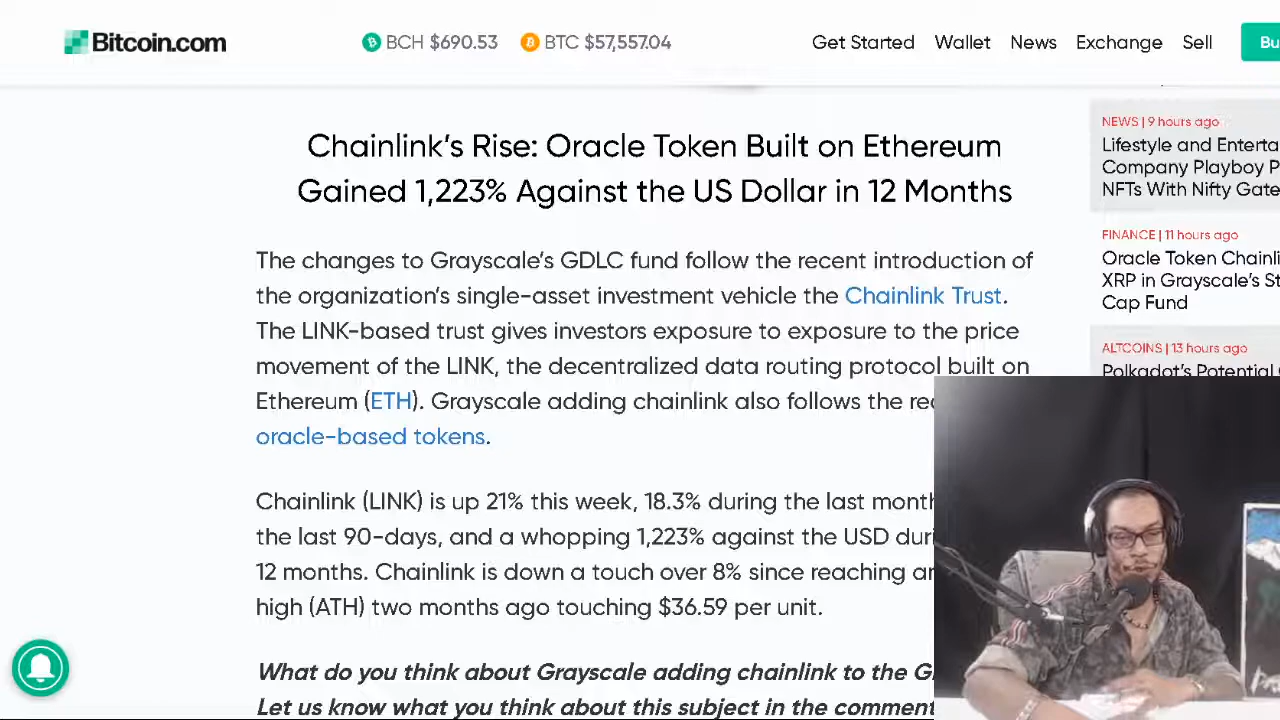 Bitcoin.com
BCH $690.53 BTC $57,557.04
Get Started Wallet News Exchange Sell Bu
Chainlink's Rise: Oracle Token Built on Ethereum
Gained 1,223% Against the US Dollar in 12 Months
The changes to Grayscale's GDLC fund follow the recent introduction of
the organization's single-asset investment vehicle the Chainlink Trust.
The LINK-based trust gives investors exposure to exposure to the price
movement of the LINK, the decentralized data routing protocol built on
Ethereum (ETH). Grayscale adding chainlink also follows the re
oracle-based tokens.
Chainlink (LINK) is up 21% this week, 18.3% during the last month
the last 90-days, and a whopping 1,223% against the USD duri
12 months. Chainlink is down a touch over 8% since reaching a
high (ATH) two months ago touching $36.59 per unit.
What do you think about Grayscale adding chainlink to the G
Let us know what you think about this subject in the comment
NEWS | 9 hours ago
Lifestyle and Enterta
Company Playboy P
NFTs With Nifty Gate
FINANCE | 11 hours ago
Oracle Token Chainli
XRP in Grayscale's St
Cap Fund
ALTCOINS | 13 hours ago
Polkadot's Potential